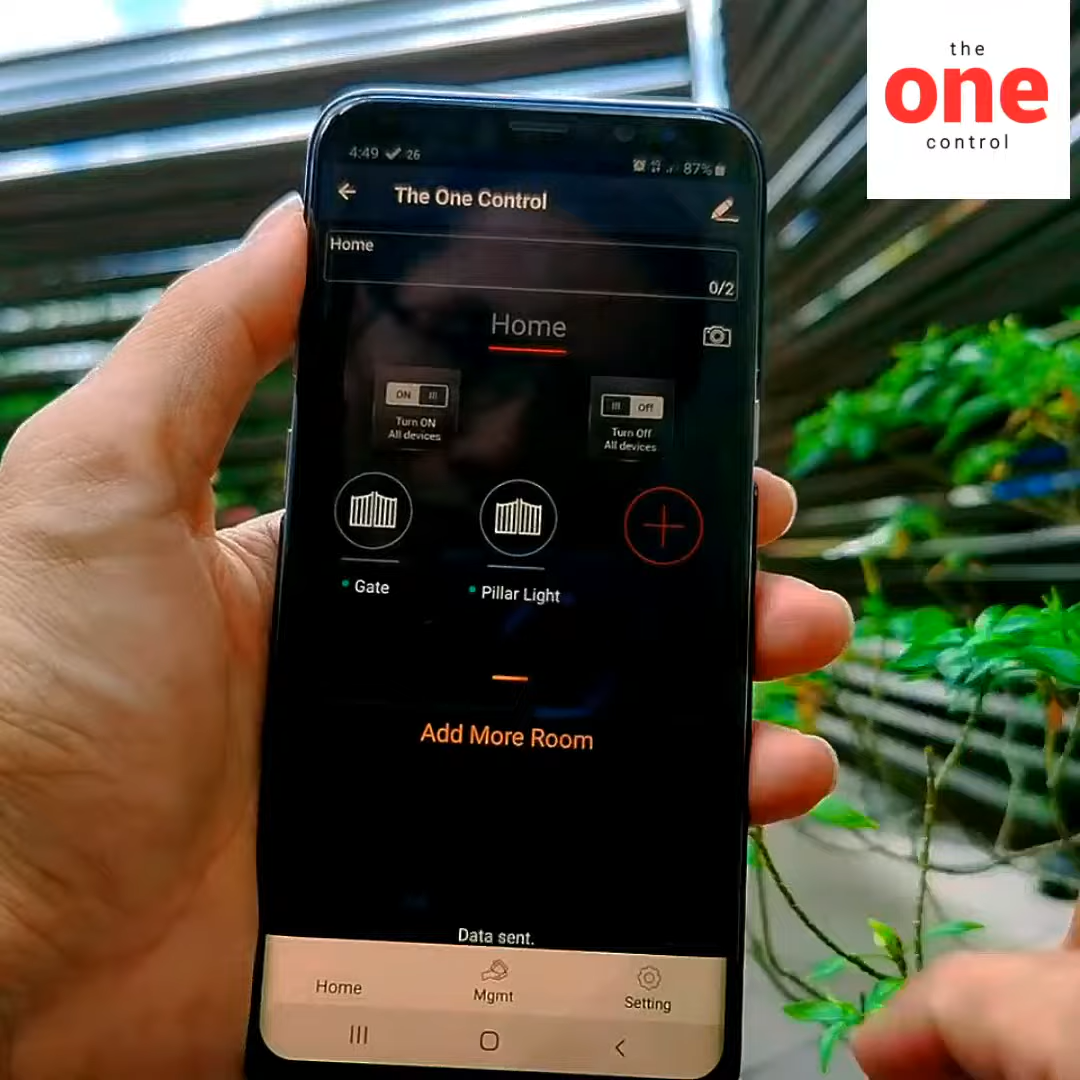 the
one
control
4:49 26
87%
The One Control
Home
0/2
Home
ON
Turn ON
All devices
Off
Turn Off
All devices
Gate
Pillar Light
Add More Room
Data sent.
Home
Mgmt
Setting